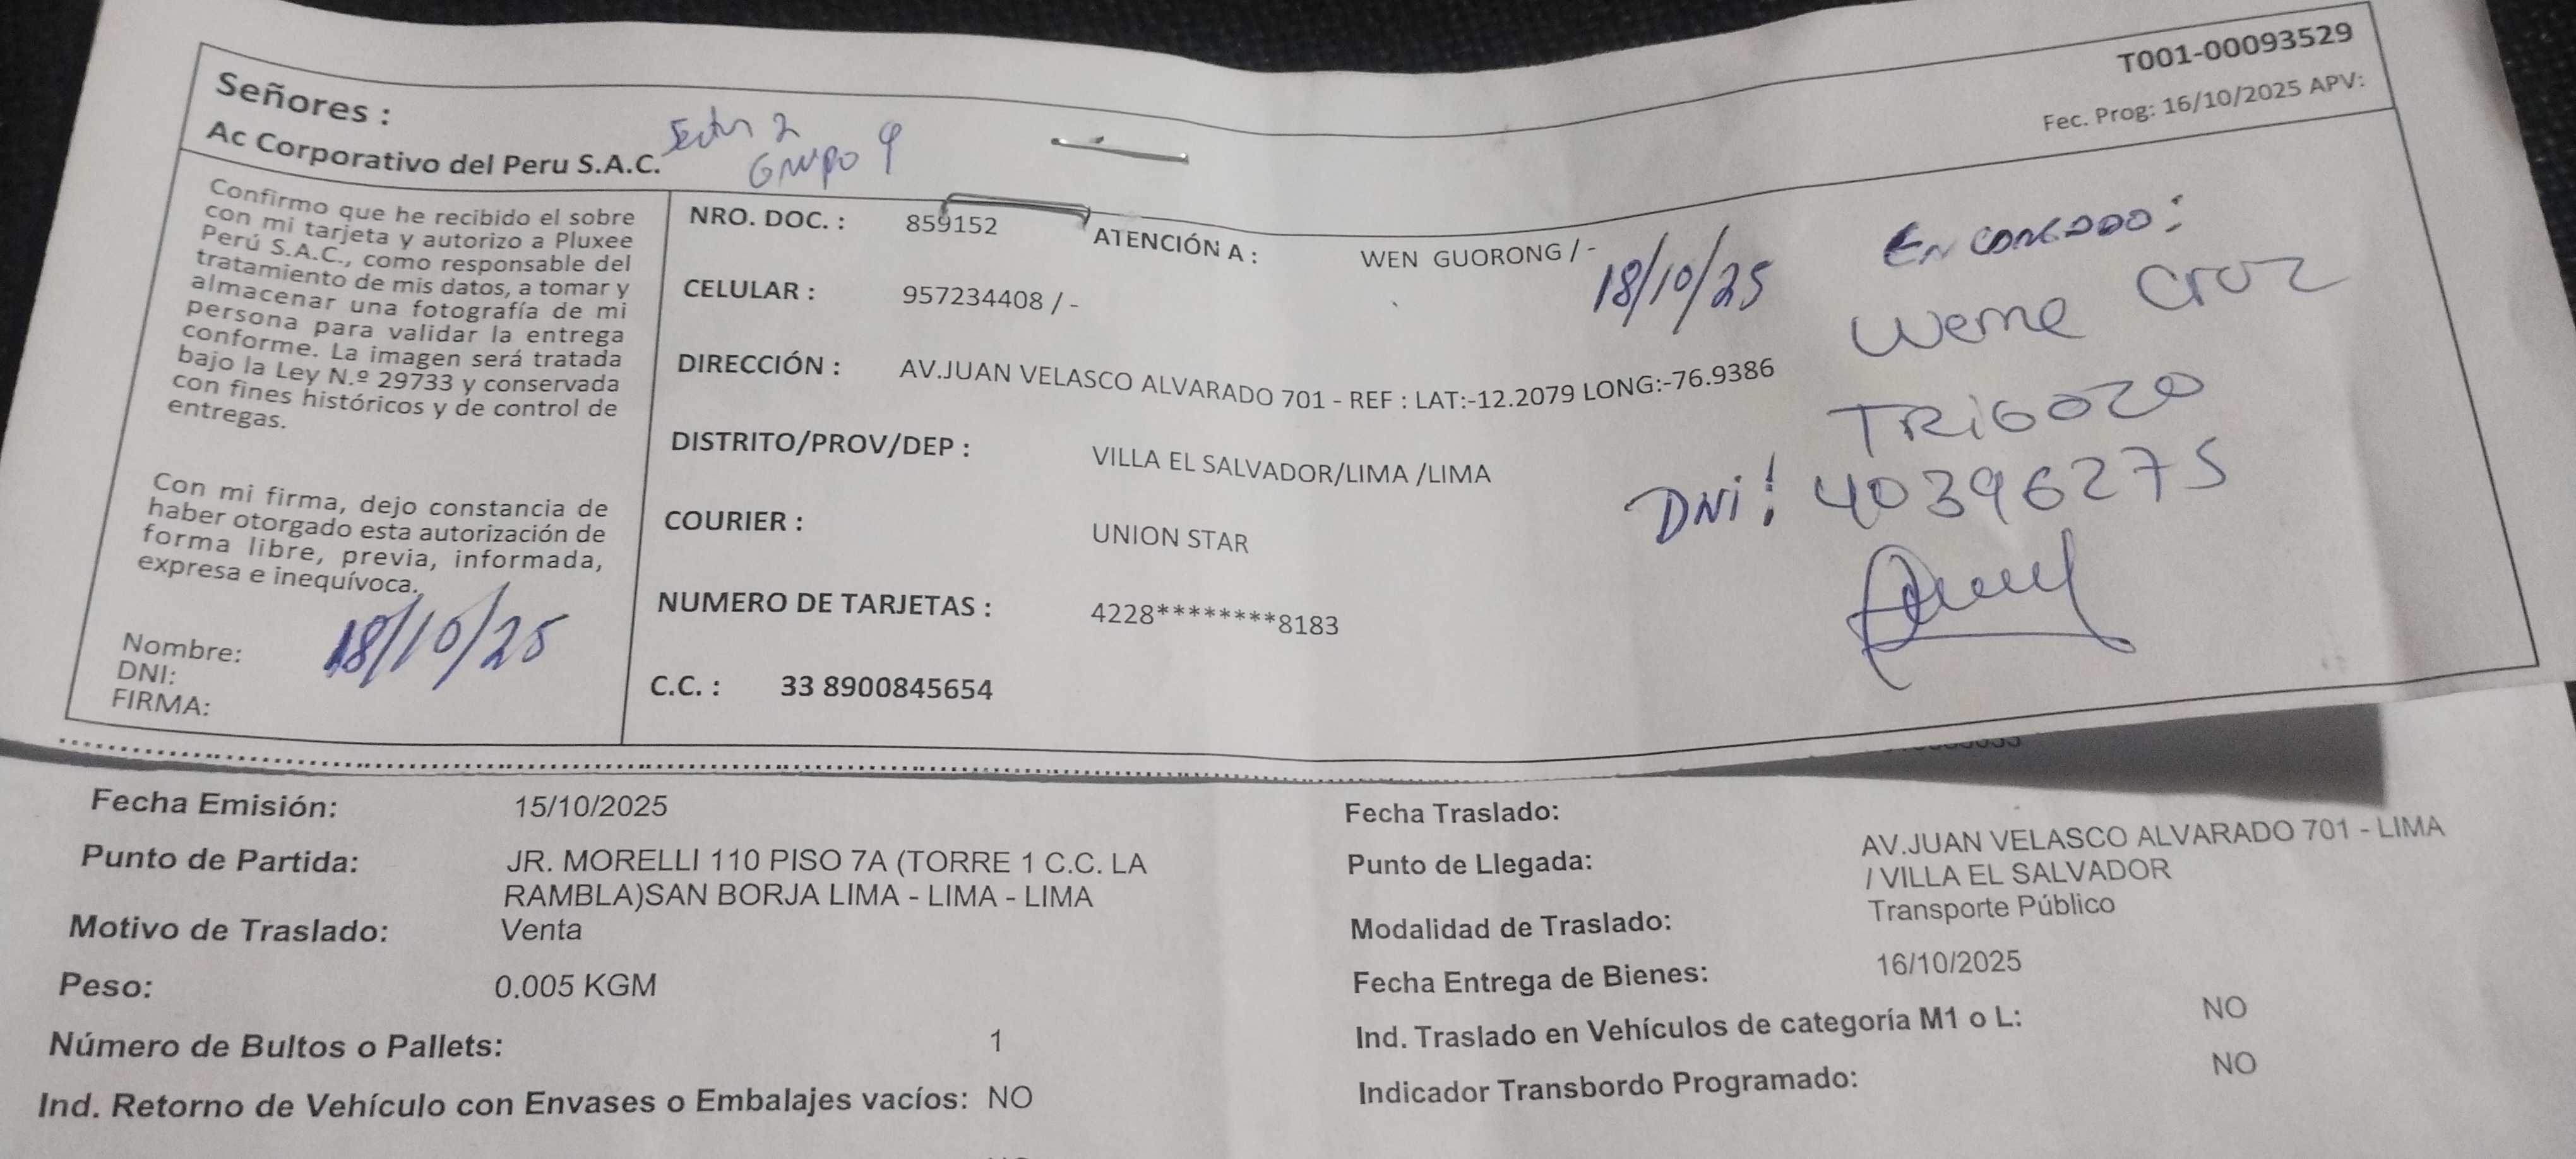 T001-00093529
Fec. Prog: 16/10/2025 APV:
Señores :
Ac Corporativo del Peru S.A.C.
Sector 2
Grupo 9
Confirmo que he recibido el sobre
con mi tarjeta y autorizo a Pluxee
Perú S.A.C., como responsable del
tratamiento de mis datos, a tomar y
almacenar una fotografía de mi
persona para validar la entrega
conforme. La imagen será tratada
bajo la Ley N.º 29733 y conservada
con fines históricos y de control de
entregas.
Con mi firma, dejo constancia de
haber otorgado esta autorización de
forma libre, previa, informada,
expresa e inequívoca.
18/10/25
Nombre:
DNI:
FIRMA:
NRO. DOC. : 859152 ATENCIÓN A : WEN GUORONG / -
CELULAR : 957234408 / -
18/10/25
DIRECCIÓN : AV.JUAN VELASCO ALVARADO 701 - REF : LAT:-12.2079 LONG:-76.9386
DISTRITO/PROV/DEP : VILLA EL SALVADOR/LIMA /LIMA
COURIER : UNION STAR
NUMERO DE TARJETAS : 4228********8183
C.C. : 33 8900845654
Cruz
TRIGOZO
DNi: 40396275
Fecha Emisión: 15/10/2025
Punto de Partida: JR. MORELLI 110 PISO 7A (TORRE 1 C.C. LA
RAMBLA)SAN BORJA LIMA - LIMA - LIMA
Motivo de Traslado: Venta
Peso: 0.005 KGM
Número de Bultos o Pallets: 1
Ind. Retorno de Vehículo con Envases o Embalajes vacíos: NO
Fecha Traslado:
Punto de Llegada: AV.JUAN VELASCO ALVARADO 701 - LIMA
/ VILLA EL SALVADOR
Modalidad de Traslado: Transporte Público
Fecha Entrega de Bienes: 16/10/2025
Ind. Traslado en Vehículos de categoría M1 o L: NO
Indicador Transbordo Programado: NO